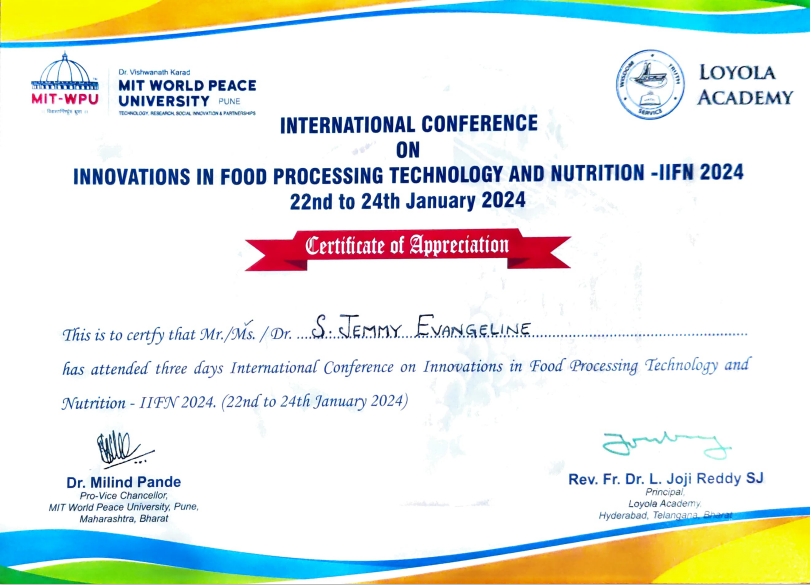 Dr. Vishwanath Karad
MIT WORLD PEACE
UNIVERSITY PUNE
TECHNOLOGY, RESEARCH, SOCIAL INNOVATION & PARTNERSHIPS
MIT-WPU
॥ विश्वशान्तिर्ध्रुवं ध्रुवा ॥
WISDOM TRUTH
SERVICE
LOYOLA
ACADEMY
INTERNATIONAL CONFERENCE
ON
INNOVATIONS IN FOOD PROCESSING TECHNOLOGY AND NUTRITION -IIFN 2024
22nd to 24th January 2024
Certificate of Appreciation
This is to certfy that Mr./Ms. / Dr. S. JEMMY EVANGELINE
has attended three days International Conference on Innovations in Food Processing Technology and
Nutrition - IIFN 2024. (22nd to 24th January 2024)
Dr. Milind Pande
Pro-Vice Chancellor,
MIT World Peace University, Pune,
Maharashtra, Bharat
Rev. Fr. Dr. L. Joji Reddy SJ
Principal,
Loyola Academy,
Hyderabad, Telangana, Bharat